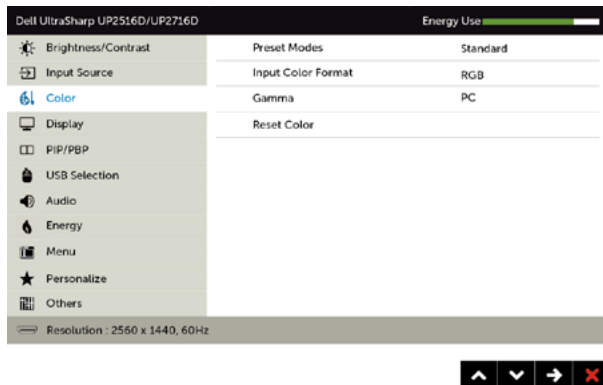 Dell UltraSharp UP2516D/UP2716D Energy Use
Brightness/Contrast Preset Modes Standard
Input Source Input Color Format RGB
Color Gamma PC
Display Reset Color
PIP/PBP
USB Selection
Audio
Energy
Menu
Personalize
Others
Resolution : 2560 x 1440, 60Hz